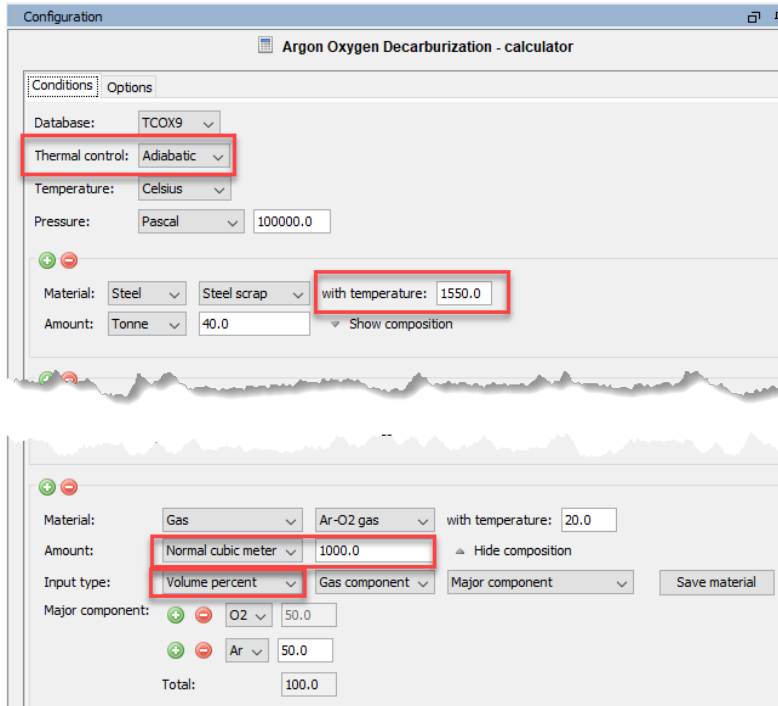 Configuration
Argon Oxygen Decarburization - calculator
Conditions Options
Database: TCOX9
Thermal control: Adiabatic
Temperature: Celsius
Pressure: Pascal 100000.0
Material: Steel Steel scrap with temperature: 1550.0
Amount: Tonne 40.0 Show composition
Material: Gas Ar-O2 gas with temperature: 20.0
Amount: Normal cubic meter 1000.0 Hide composition
Input type: Volume percent Gas component Major component Save material
Major component: O2 50.0
Ar 50.0
Total: 100.0